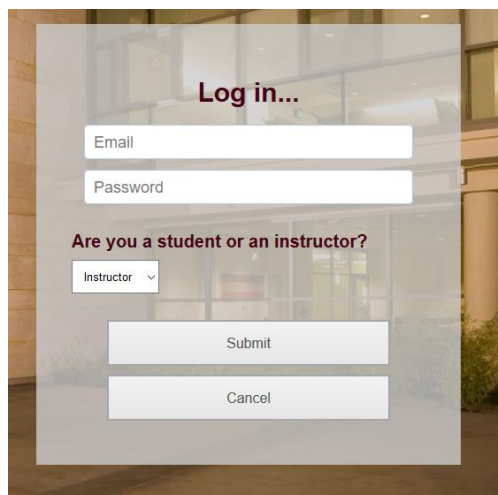 Log in...
Email
Password
Are you a student or an instructor?
Instructor
Submit
Cancel